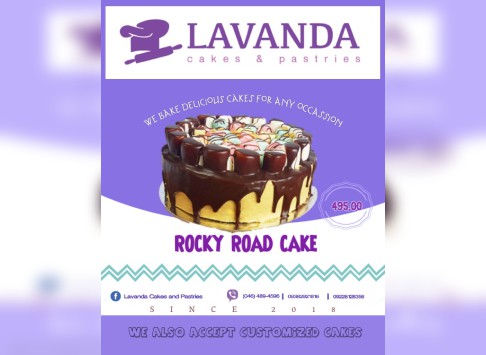 LAVANDA
cakes & pastries
WE BAKE DELICIOUS CAKES FOR ANY OCCASSION
495.00
ROCKY ROAD CAKE
Lavanda Cakes and Pastries
SINCE 2018
WE ALSO ACCEPT CUSTOMIZED CAKES